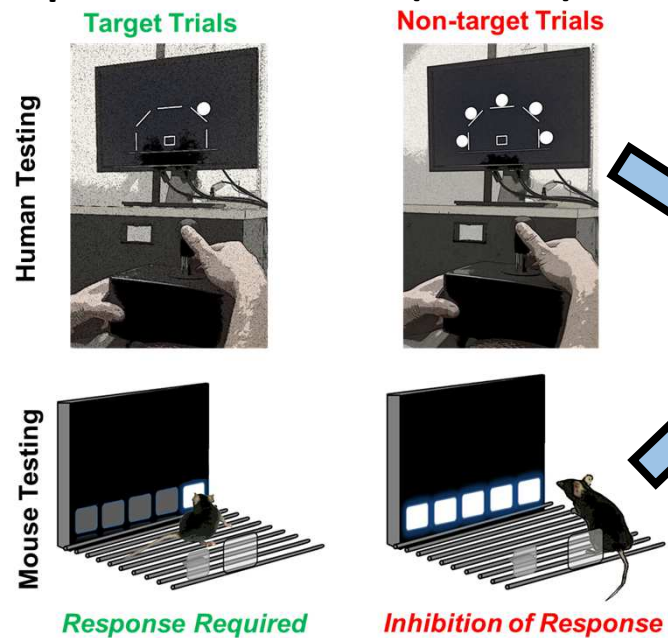 Target Trials
Non-target Trials
Human Testing
Mouse Testing
Response Required
Inhibition of Response